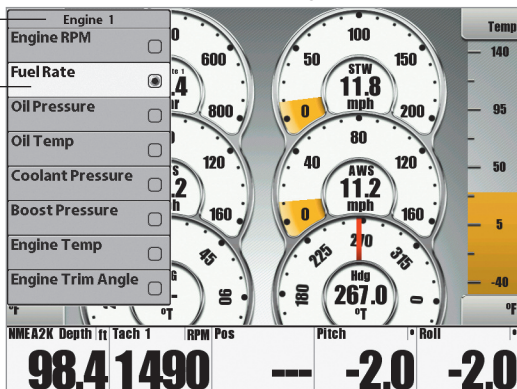 Engine 1
Engine RPM
Fuel Rate
Oil Pressure
Oil Temp
Coolant Pressure
Boost Pressure
Engine Temp
Engine Trim Angle
600
.4
800
120
.2
160
45
90
°T
100
50
150
STW
11.8
mph
0
200
80
40
120
AWS
11.2
mph
0
160
270
225
315
Hdg
267.0
°T
180
0
Temp
140
95
50
5
-40
°F
NMEA2K Depth ft
98.4
Tach 1 RPM
1490
Pos
---
Pitch °
-2.0
Roll °
-2.0